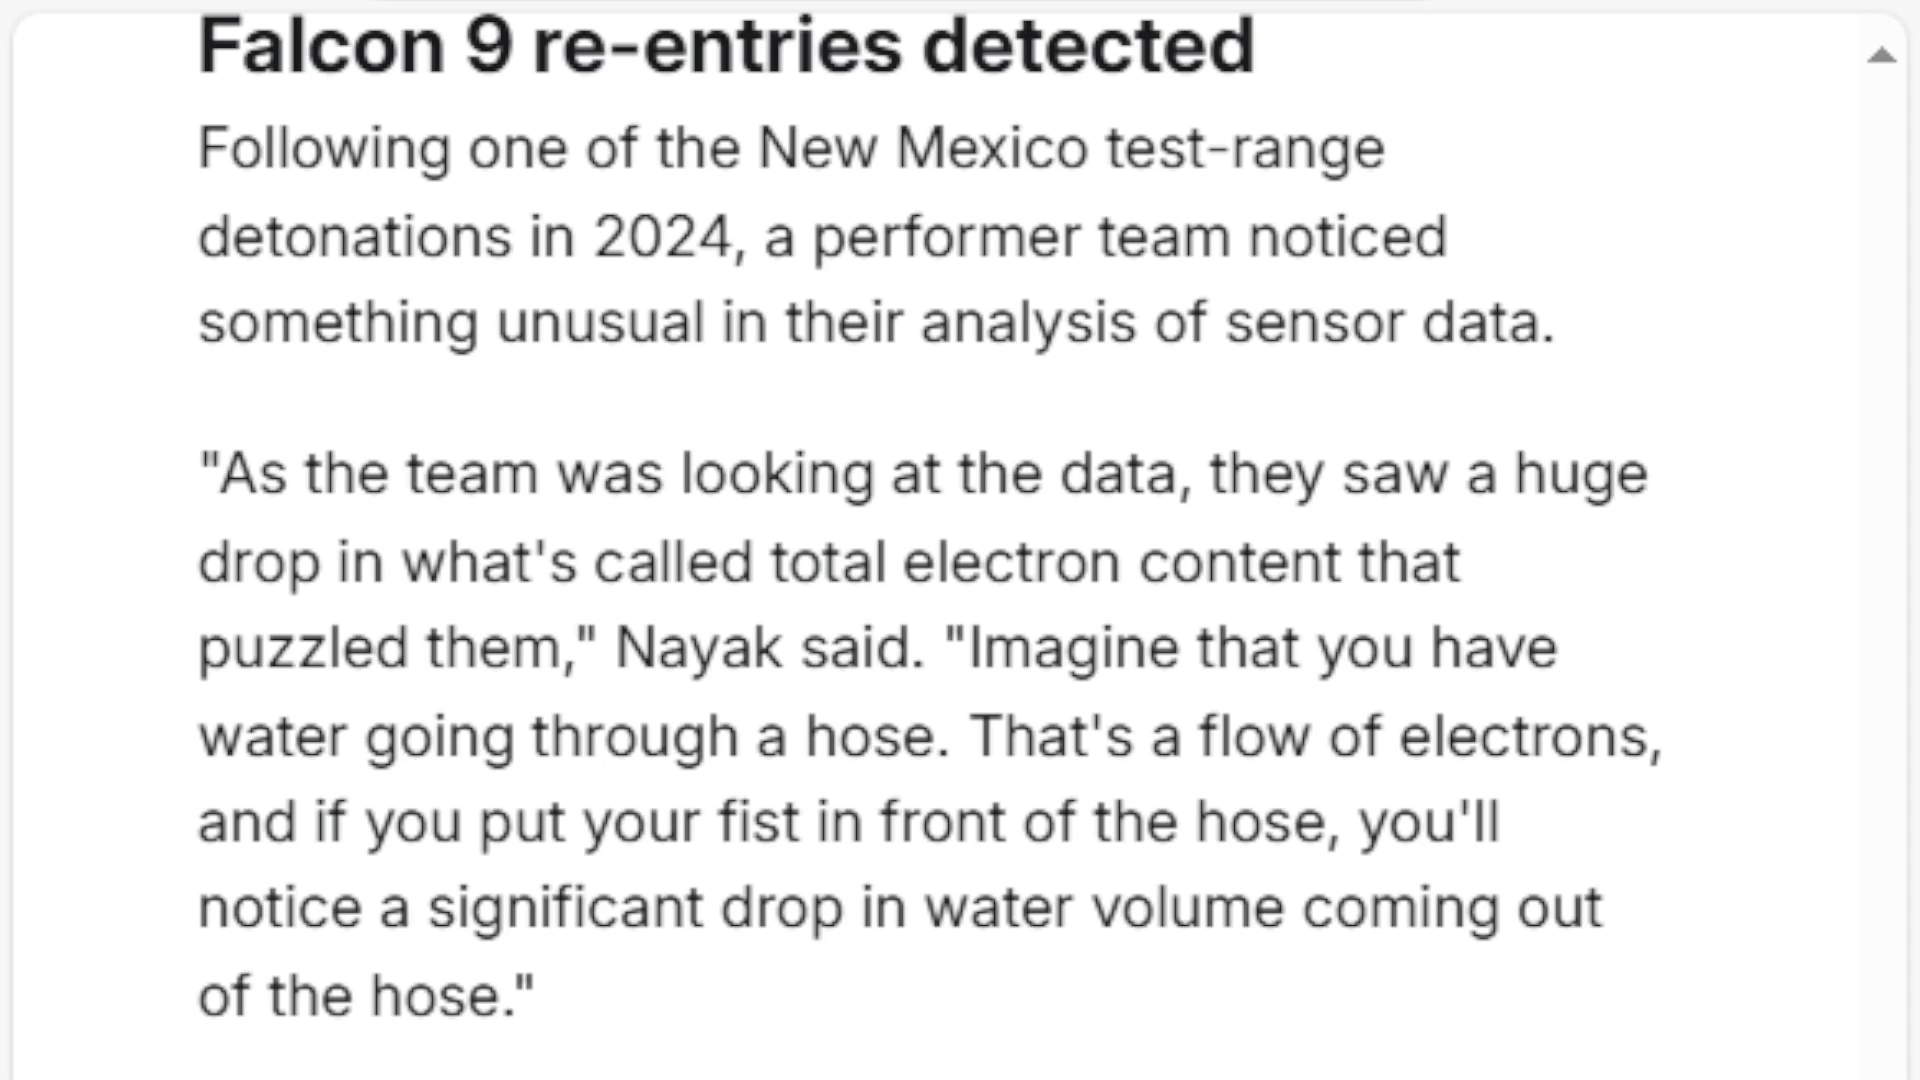 Falcon 9 re-entries detected
Following one of the New Mexico test-range
detonations in 2024, a performer team noticed
something unusual in their analysis of sensor data.
"As the team was looking at the data, they saw a huge
drop in what's called total electron content that
puzzled them," Nayak said. "Imagine that you have
water going through a hose. That's a flow of electrons,
and if you put your fist in front of the hose, you'll
notice a significant drop in water volume coming out
of the hose."